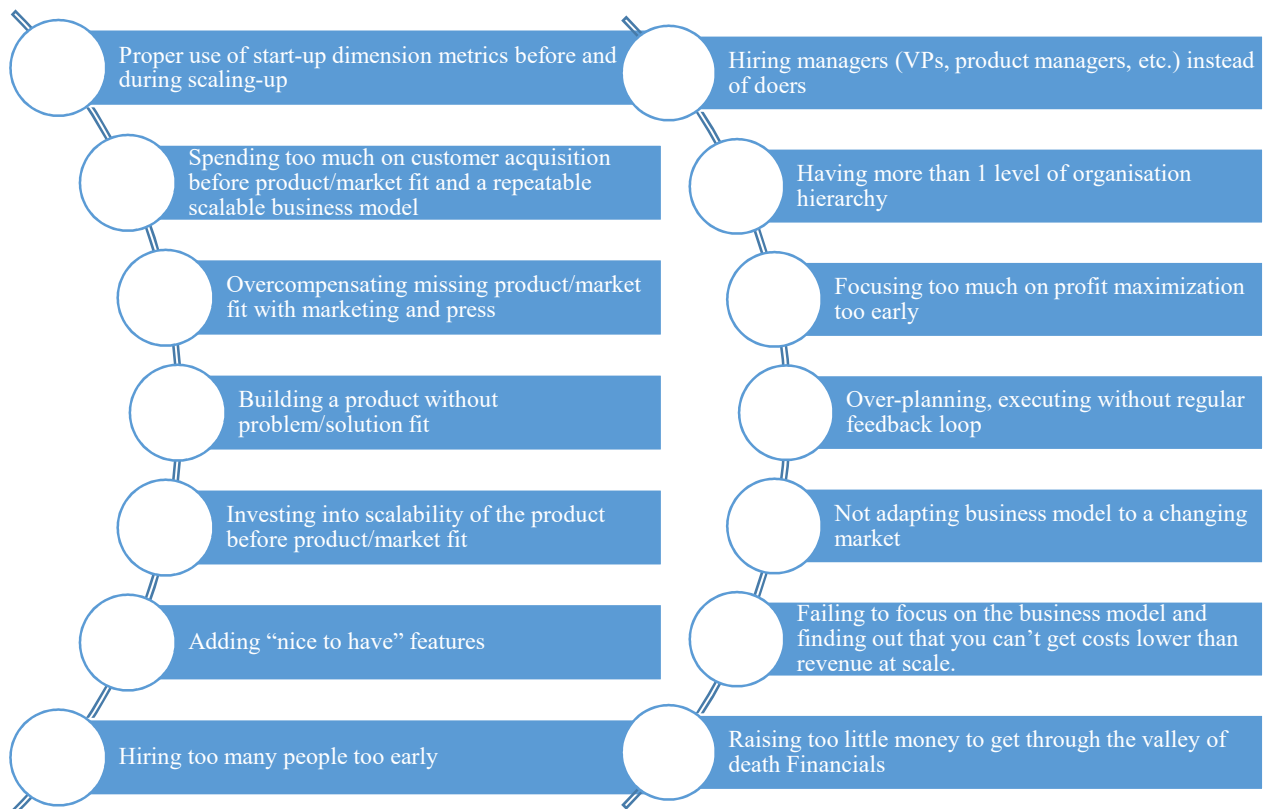 Proper use of start-up dimension metrics before and
during scaling-up
Spending too much on customer acquisition
before product/market fit and a repeatable
scalable business model
Overcompensating missing product/market
fit with marketing and press
Building a product without
problem/solution fit
Investing into scalability of the product
before product/market fit
Adding “nice to have” features
Hiring too many people too early
Hiring managers (VPs, product managers, etc.) instead
of doers
Having more than 1 level of organisation
hierarchy
Focusing too much on profit maximization
too early
Over-planning, executing without regular
feedback loop
Not adapting business model to a changing
market
Failing to focus on the business model and
finding out that you can’t get costs lower than
revenue at scale.
Raising too little money to get through the valley of
death Financials